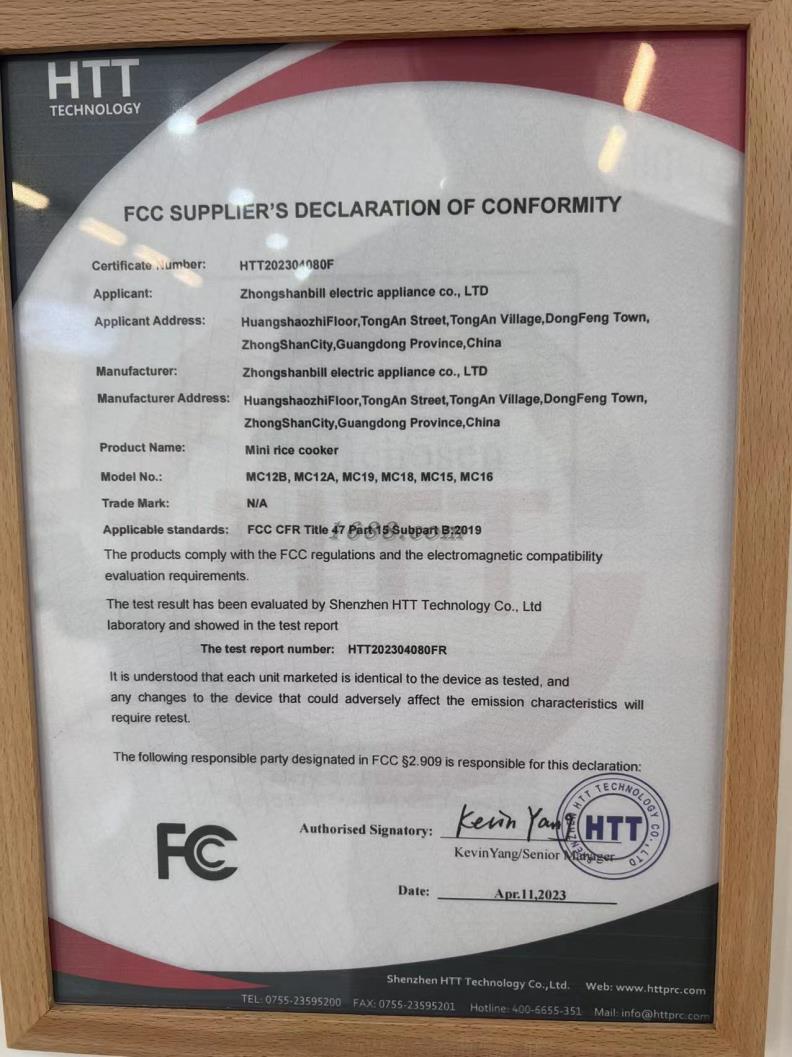 HTT
TECHNOLOGY
FCC SUPPLIER'S DECLARATION OF CONFORMITY
Certificate Number: HTT202304080F
Applicant: Zhongshanbill electric appliance co., LTD
Applicant Address: HuangshaozhiFloor,TongAn Street,TongAn Village,DongFeng Town,
ZhongShanCity,Guangdong Province,China
Manufacturer: Zhongshanbill electric appliance co., LTD
Manufacturer Address: HuangshaozhiFloor,TongAn Street,TongAn Village,DongFeng Town,
ZhongShanCity,Guangdong Province,China
Product Name: Mini rice cooker
Model No.: MC12B, MC12A, MC19, MC18, MC15, MC16
Trade Mark: N/A
Applicable standards: FCC CFR Title 47 Part 15 Subpart B:2019
1688.com
The products comply with the FCC regulations and the electromagnetic compatibility
evaluation requirements.
The test result has been evaluated by Shenzhen HTT Technology Co., Ltd
laboratory and showed in the test report
The test report number: HTT202304080FR
It is understood that each unit marketed is identical to the device as tested, and
any changes to the device that could adversely affect the emission characteristics will
require retest.
The following responsible party designated in FCC §2.909 is responsible for this declaration:
FC
Authorised Signatory: Kevin Yang
KevinYang/Senior Manager
SHENZHEN HTT TECHNOLOGY CO.,LTD
HTT
Date: Apr.11,2023
Shenzhen HTT Technology Co.,Ltd. Web: www.httprc.com
TEL: 0755-23595200 FAX: 0755-23595201 Hotline: 400-6655-351 Mail: info@httprc.com